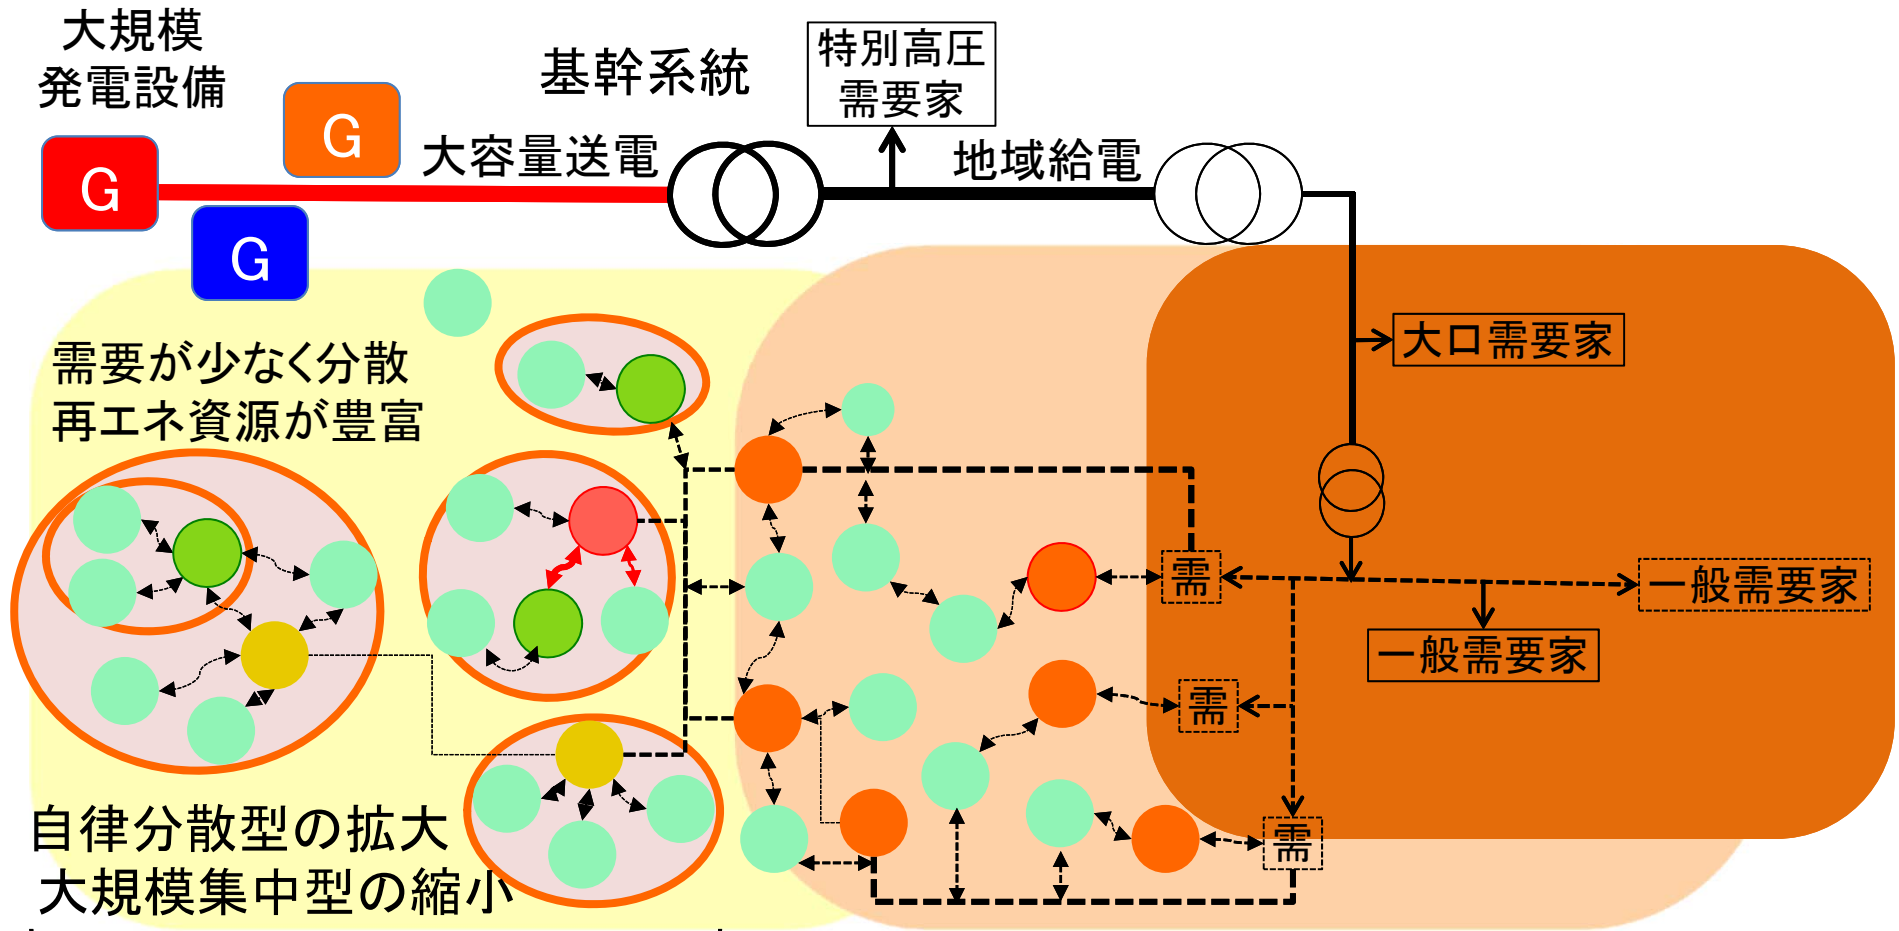 大規模
発電設備
G
G
G
基幹系統
大容量送電
特別高圧
需要家
地域給電
大口需要家
需要が少なく分散
再エネ資源が豊富
需
一般需要家
一般需要家
需
需
自律分散型の拡大
大規模集中型の縮小